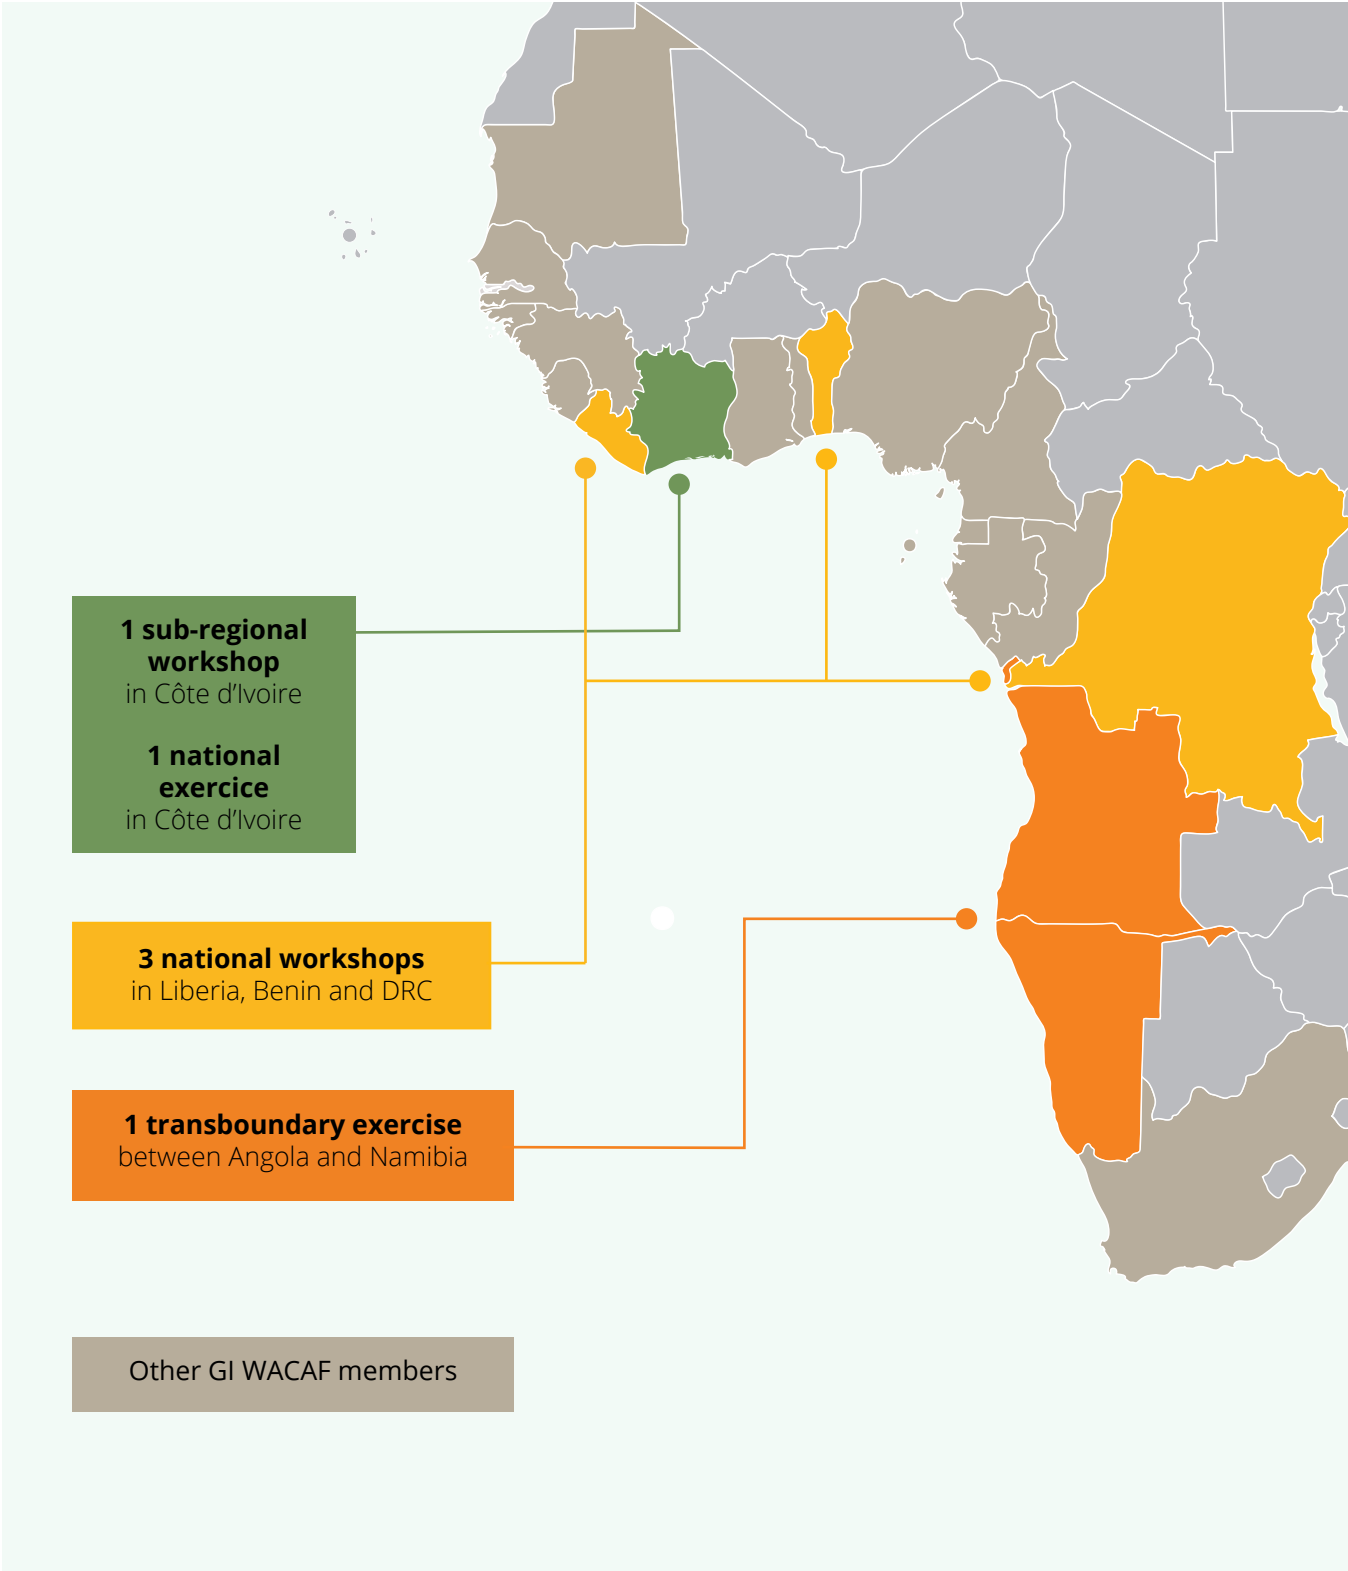 1 sub-regional
workshop
in Côte d’Ivoire
1 national
exercice
in Côte d’Ivoire
3 national workshops
in Liberia, Benin and DRC
1 transboundary exercise
between Angola and Namibia
Other GI WACAF members